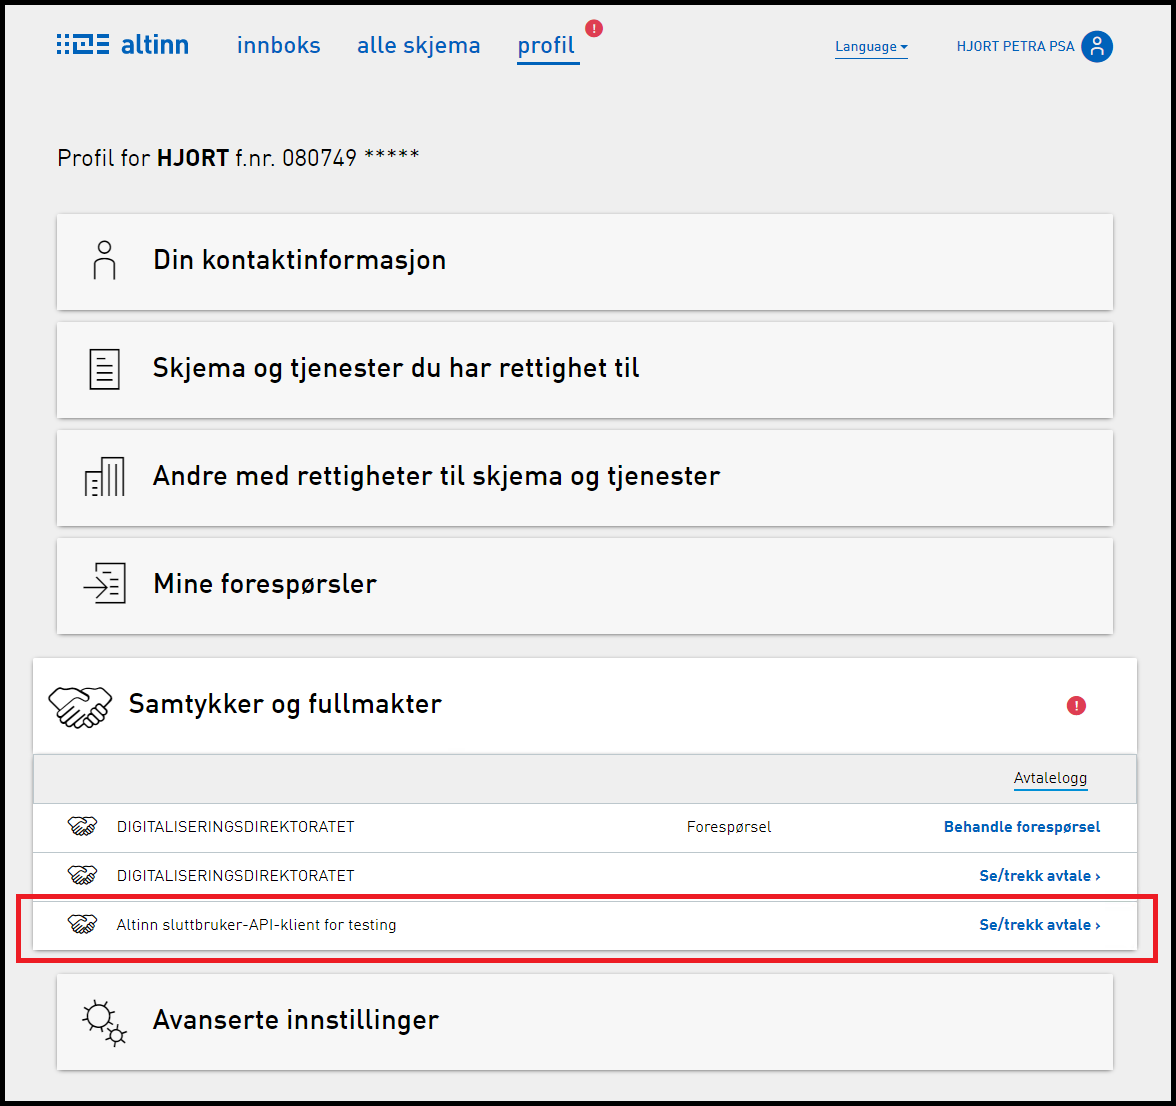 altinn innboks alle skjema profil ! Language HJORT PETRA PSA
Profil for HJORT f.nr. 080749 *****
Din kontaktinformasjon
Skjema og tjenester du har rettighet til
Andre med rettigheter til skjema og tjenester
Mine forespørsler
Samtykker og fullmakter !
Avtalelogg
DIGITALISERINGSDIREKTORATET Forespørsel Behandle forespørsel
DIGITALISERINGSDIREKTORATET Se/trekk avtale ›
Altinn sluttbruker-API-klient for testing Se/trekk avtale ›
Avanserte innstillinger